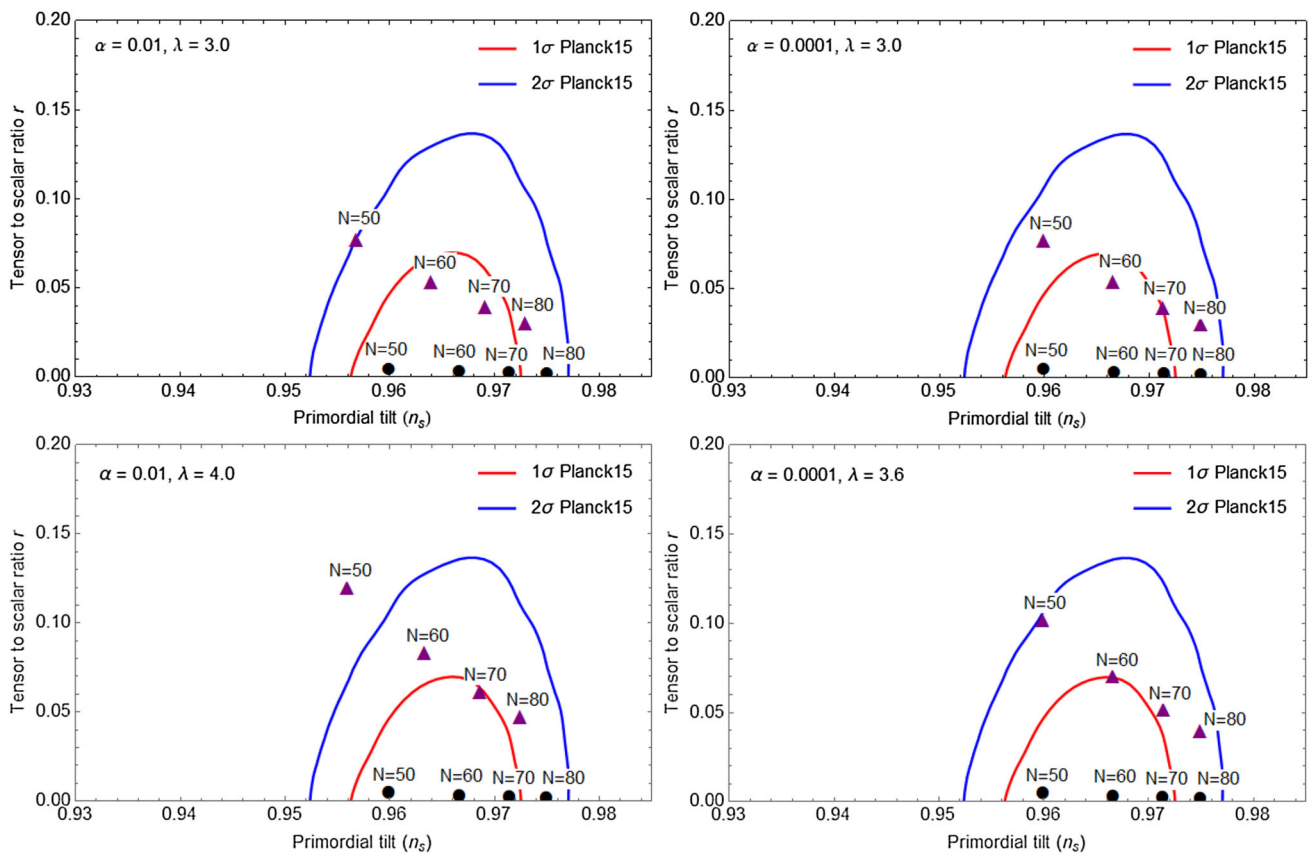 0.20
α = 0.01, λ = 3.0
1σ Planck15
2σ Planck15
0.15
0.10
0.05
0.00
Tensor to scalar ratio r
N=50
N=60
N=70
N=80
N=50
N=60
N=70
N=80
0.93 0.94 0.95 0.96 0.97 0.98
Primordial tilt (ns)
0.20
α = 0.0001, λ = 3.0
1σ Planck15
2σ Planck15
0.15
0.10
0.05
0.00
Tensor to scalar ratio r
N=50
N=60
N=70
N=80
N=50
N=60
N=70
N=80
0.93 0.94 0.95 0.96 0.97 0.98
Primordial tilt (ns)
0.20
α = 0.01, λ = 4.0
1σ Planck15
2σ Planck15
0.15
0.10
0.05
0.00
Tensor to scalar ratio r
N=50
N=60
N=70
N=80
N=50
N=60
N=70
N=80
0.93 0.94 0.95 0.96 0.97 0.98
Primordial tilt (ns)
0.20
α = 0.0001, λ = 3.6
1σ Planck15
2σ Planck15
0.15
0.10
0.05
0.00
Tensor to scalar ratio r
N=50
N=60
N=70
N=80
N=50
N=60
N=70
N=80
0.93 0.94 0.95 0.96 0.97 0.98
Primordial tilt (ns)